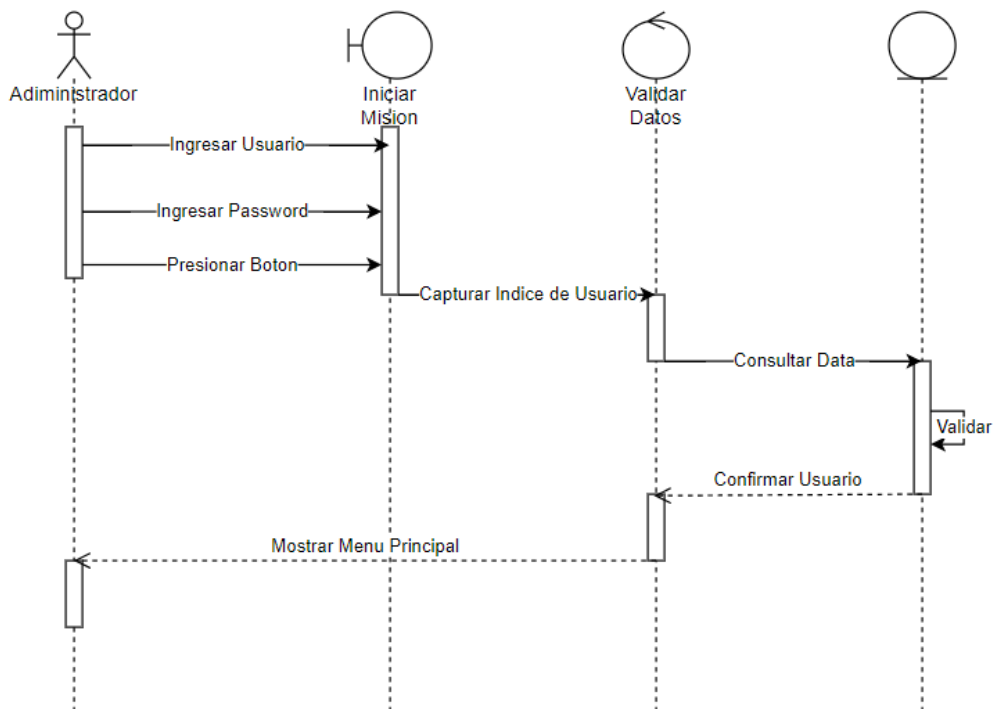 Adiministrador
Iniciar
Mision
Validar
Datos
Ingresar Usuario
Ingresar Password
Presionar Boton
Capturar Indice de Usuario
Consultar Data
Validar
Confirmar Usuario
Mostrar Menu Principal